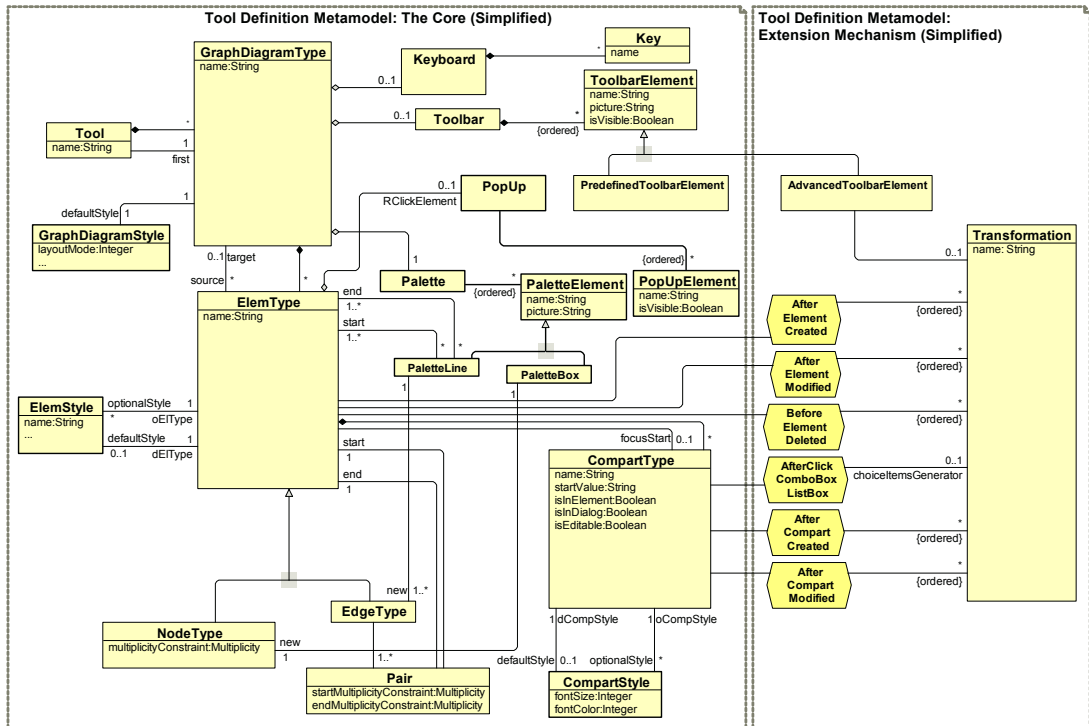 Tool Definition Metamodel: The Core (Simplified)
Tool Definition Metamodel:
Extension Mechanism (Simplified)
GraphDiagramType
name:String
Keyboard
0..1
Key
name
*
ToolbarElement
name:String
picture:String
isVisible:Boolean
Toolbar
0..1
*
{ordered}
Tool
name:String
*
1
first
PredefinedToolbarElement
AdvancedToolbarElement
0..1
RClickElement
PopUp
defaultStyle
1
1
GraphDiagramStyle
layoutMode:Integer
...
0..1
target
source
*
*
1
Palette
*
{ordered}
PaletteElement
name:String
picture:String
{ordered}
*
PopUpElement
name:String
isVisible:Boolean
Transformation
name: String
0..1
ElemType
name:String
end
1..*
start
1..*
*
*
PaletteLine
PaletteBox
1
1
After
Element
Created
*
{ordered}
After
Element
Modified
*
{ordered}
Before
Element
Deleted
*
{ordered}
ElemStyle
name:String
...
optionalStyle
1
*
oElType
defaultStyle
1
0..1
dElType
start
1
end
1
focusStart
0..1
*
CompartType
name:String
startValue:String
isInElement:Boolean
isInDialog:Boolean
isEditable:Boolean
AfterClick
ComboBox
ListBox
0..1
choiceItemsGenerator
After
Compart
Created
*
{ordered}
After
Compart
Modified
*
{ordered}
new
1..*
EdgeType
NodeType
multiplicityConstraint:Multiplicity
new
1
1..*
Pair
startMultiplicityConstraint:Multiplicity
endMultiplicityConstraint:Multiplicity
1
dCompStyle
1
oCompStyle
defaultStyle
0..1
optionalStyle
*
CompartStyle
fontSize:Integer
fontColor:Integer